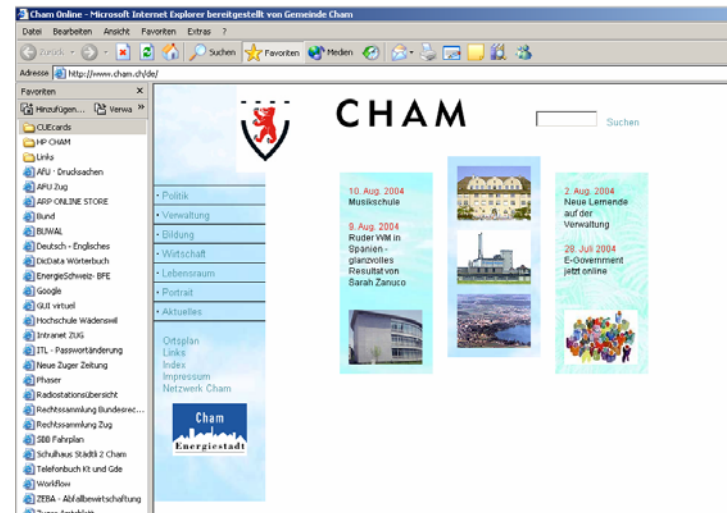 Cham Online - Microsoft Internet Explorer bereitgestellt von Gemeinde Cham
Datei Bearbeiten Ansicht Favoriten Extras ?
Zurück Suchen Favoriten Medien
Adresse http://www.cham.ch/de/
Favoriten x
Hinzufügen... Verwa »
CUEcards
HP CHAM
Links
AfU - Drucksachen
AFU Zug
ARP ONLINE STORE
Bund
BUWAL
Deutsch - Englisches
DicData Wörterbuch
EnergieSchweiz- BFE
Google
GUI virtuel
Hochschule Wädenswil
Intranet ZUG
ITL - Passwortänderung
Neue Zuger Zeitung
Phaser
Radiostationsübersicht
Rechtssammlung Bundesrec...
Rechtssammlung Zug
SBB Fahrplan
Schulhaus Städtli 2 Cham
Telefonbuch Kt und Gde
Workflow
ZEBA - Abfallbewirtschaftung
Zuger Amtsblatt
CHAM
Suchen
• Politik
• Verwaltung
• Bildung
• Wirtschaft
• Lebensraum
• Portrait
• Aktuelles
Ortsplan
Links
Index
Impressum
Netzwerk Cham
Cham
Energiestadt
10. Aug. 2004
Musikschule
9. Aug. 2004
Ruder WM in
Spanien -
glanzvolles
Resultat von
Sarah Zanuco
2. Aug. 2004
Neue Lernende
auf der
Verwaltung
28. Juli 2004
E-Government
jetzt online